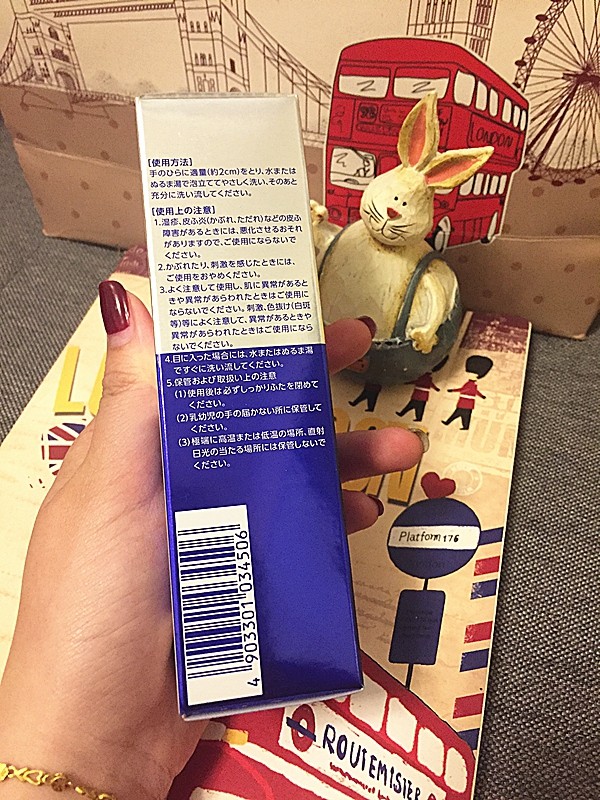 LONDON
[使用方法]
手のひらに適量(約2cm)をとり、水または
ぬるま湯で泡立ててやさしく洗い、そのあと
充分に洗い流してください。
[使用上の注意]
1.湿疹、皮ふ炎(かぶれ、ただれ)などの皮ふ
障害があるときには、悪化させるおそれ
がありますので、ご使用にならないで
ください。
2.かぶれたり、刺激を感じたときには、
ご使用をおやめください。
3.よく注意して使用し、肌に異常があると
きや異常があらわれたときはご使用に
ならないでください。刺激、色抜け(白斑
等)等によく注意して、異常があるときや
異常があらわれたときはご使用になら
ないでください。
4.目に入った場合には、水またはぬるま湯
ですぐに洗い流してください。
5.保管および取扱い上の注意
(1)使用後は必ずしっかりふたを閉めて
ください。
(2)乳幼児の手の届かない所に保管して
ください。
(3)極端に高温または低温の場所、直射
日光の当たる場所には保管しないで
ください。
4 903301 034506
Platform 176
ROUTEMISTER